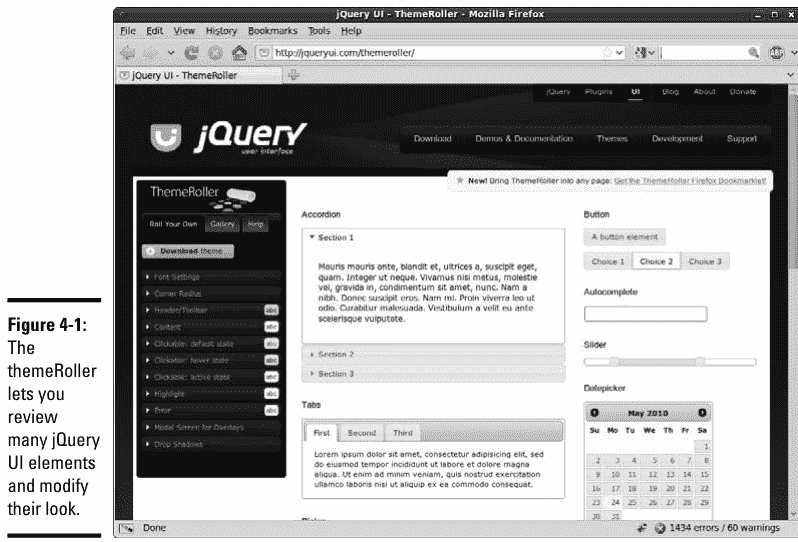 jQuery UI - ThemeRoller - Mozilla Firefox
File Edit View History Bookmarks Tools Help
http://jqueryui.com/themeroller/
jQuery UI - ThemeRoller
jQuery Plugins UI Blog About Donate
jQuery
user interface
Download Demos & Documentation Themes Development Support
New! Bring ThemeRoller into any page: Get the ThemeRoller Firefox Bookmarklet!
ThemeRoller
Roll Your Own Gallery Help
Download theme
Font Settings
Corner Radius
Header/Toolbar abc
Content abc
Clickable: default state abc
Clickable: hover state abc
Clickable: active state abc
Highlight abc
Error abc
Modal Screen for Overlays
Drop Shadows
Accordion
Section 1
Mauris mauris ante, blandit et, ultrices a, suscipit eget,
quam. Integer ut neque. Vivamus nisi metus, molestie
vel, gravida in, condimentum sit amet, nunc. Nam a
nibh. Donec suscipit eros. Nam mi. Proin viverra leo ut
odio. Curabitur malesuada. Vestibulum a velit eu ante
scelerisque vulputate.
Section 2
Section 3
Tabs
First Second Third
Lorem ipsum dolor sit amet, consectetur adipisicing elit, sed
do eiusmod tempor incididunt ut labore et dolore magna
aliqua. Ut enim ad minim veniam, quis nostrud exercitation
ullamco laboris nisi ut aliquip ex ea commodo consequat.
Button
A button element
Choice 1 Choice 2 Choice 3
Autocomplete
Slider
Datepicker
May 2010
Su Mo Tu We Th Fr Sa
1
2 3 4 5 6 7 8
9 10 11 12 13 14 15
16 17 18 19 20 21 22
23 24 25 26 27 28 29
30 31
Done
1434 errors / 60 warnings
Figure 4-1:
The
themeRoller
lets you
review
many jQuery
UI elements
and modify
their look.